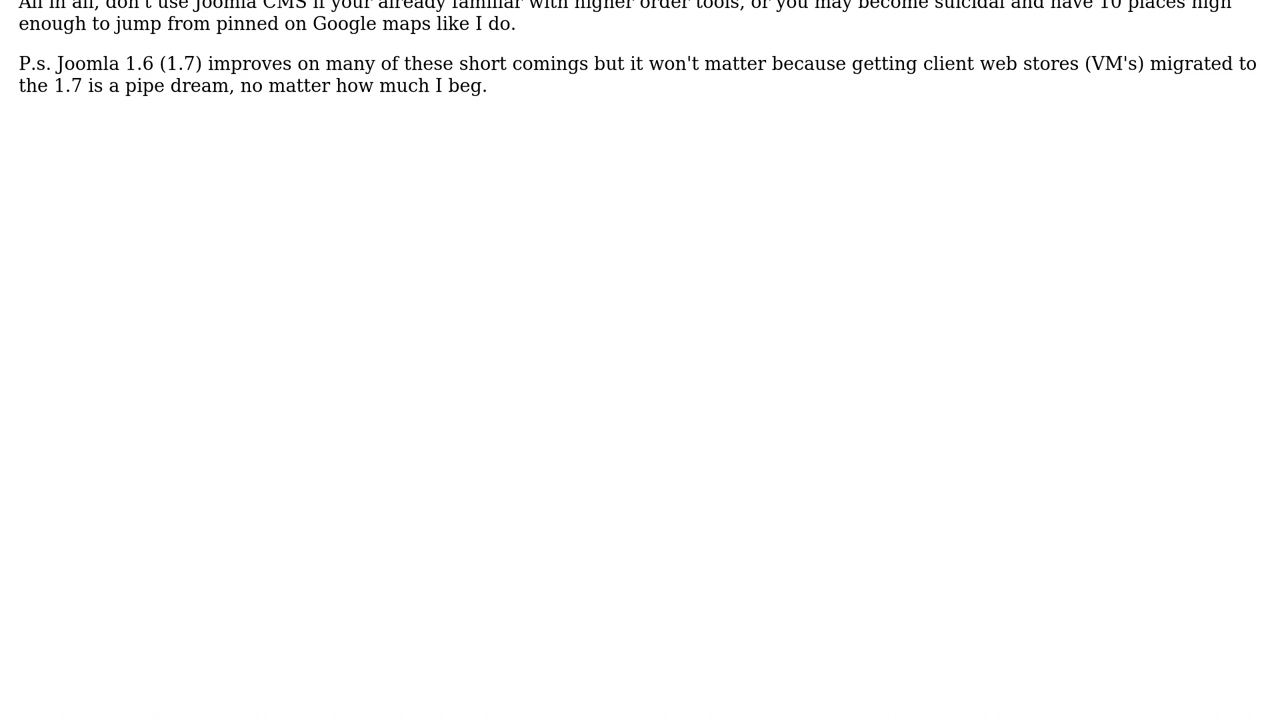 All in all, don't use Joomla CMS if your already familiar with higher order tools, or you may become suicidal and have 10 places high
enough to jump from pinned on Google maps like I do.
P.s. Joomla 1.6 (1.7) improves on many of these short comings but it won't matter because getting client web stores (VM's) migrated to
the 1.7 is a pipe dream, no matter how much I beg.